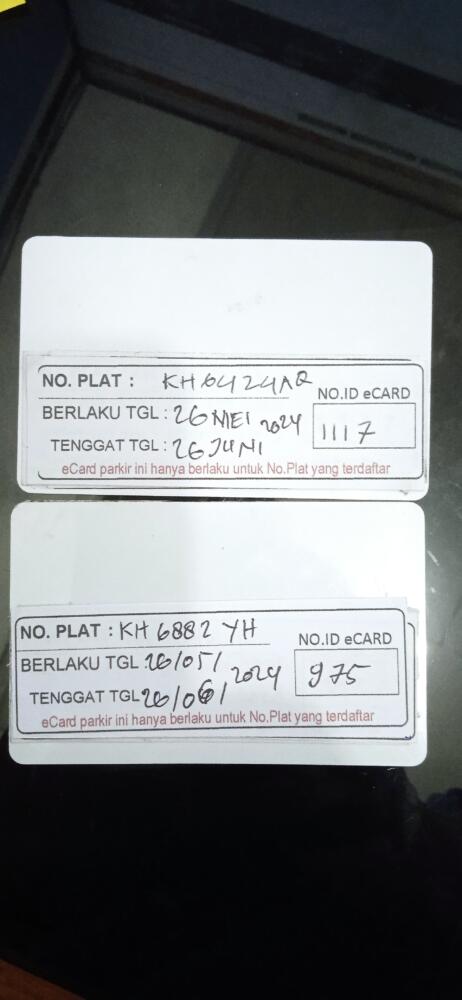 NO. PLAT : KH 6424 AQ
NO.ID eCARD
BERLAKU TGL : 26 MEI 2024
1117
TENGGAT TGL : 26 JUNI
eCard parkir ini hanya berlaku untuk No.Plat yang terdaftar
NO. PLAT : KH 6882 YH
NO.ID eCARD
BERLAKU TGL 26/05/ 2024
975
TENGGAT TGL 26/06/
eCard parkir ini hanya berlaku untuk No.Plat yang terdaftar